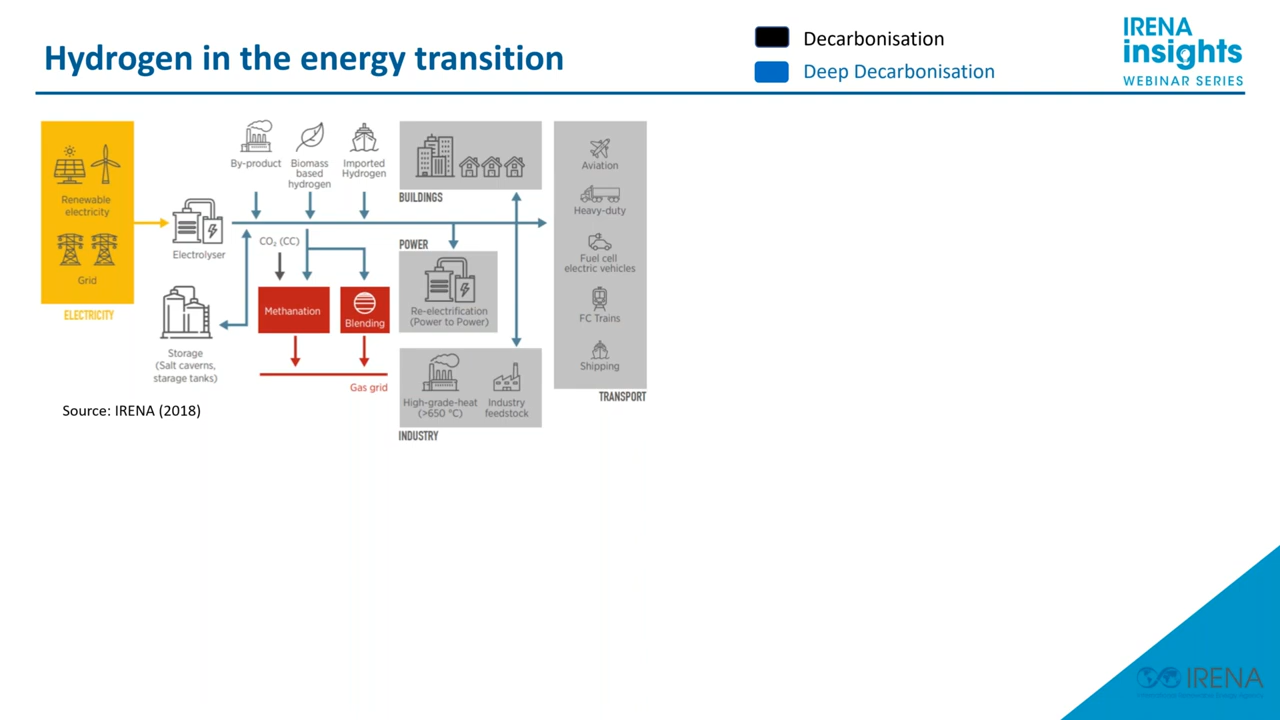 Hydrogen in the energy transition
Decarbonisation
Deep Decarbonisation
IRENA
insights
WEBINAR SERIES
Renewable
electricity
Grid
ELECTRICITY
Electrolyser
Storage
(Salt caverns,
starage tanks)
By-product
Biomass
based
hydrogen
Imported
Hydrogen
CO₂ (CC)
Methanation
Blending
Gas grid
BUILDINGS
POWER
Re-electrification
(Power to Power)
High-grade-heat
(>650 °C)
Industry
feedstock
INDUSTRY
Aviation
Heavy-duty
Fuel cell
electric vehicles
FC Trains
Shipping
TRANSPORT
Source: IRENA (2018)
IRENA